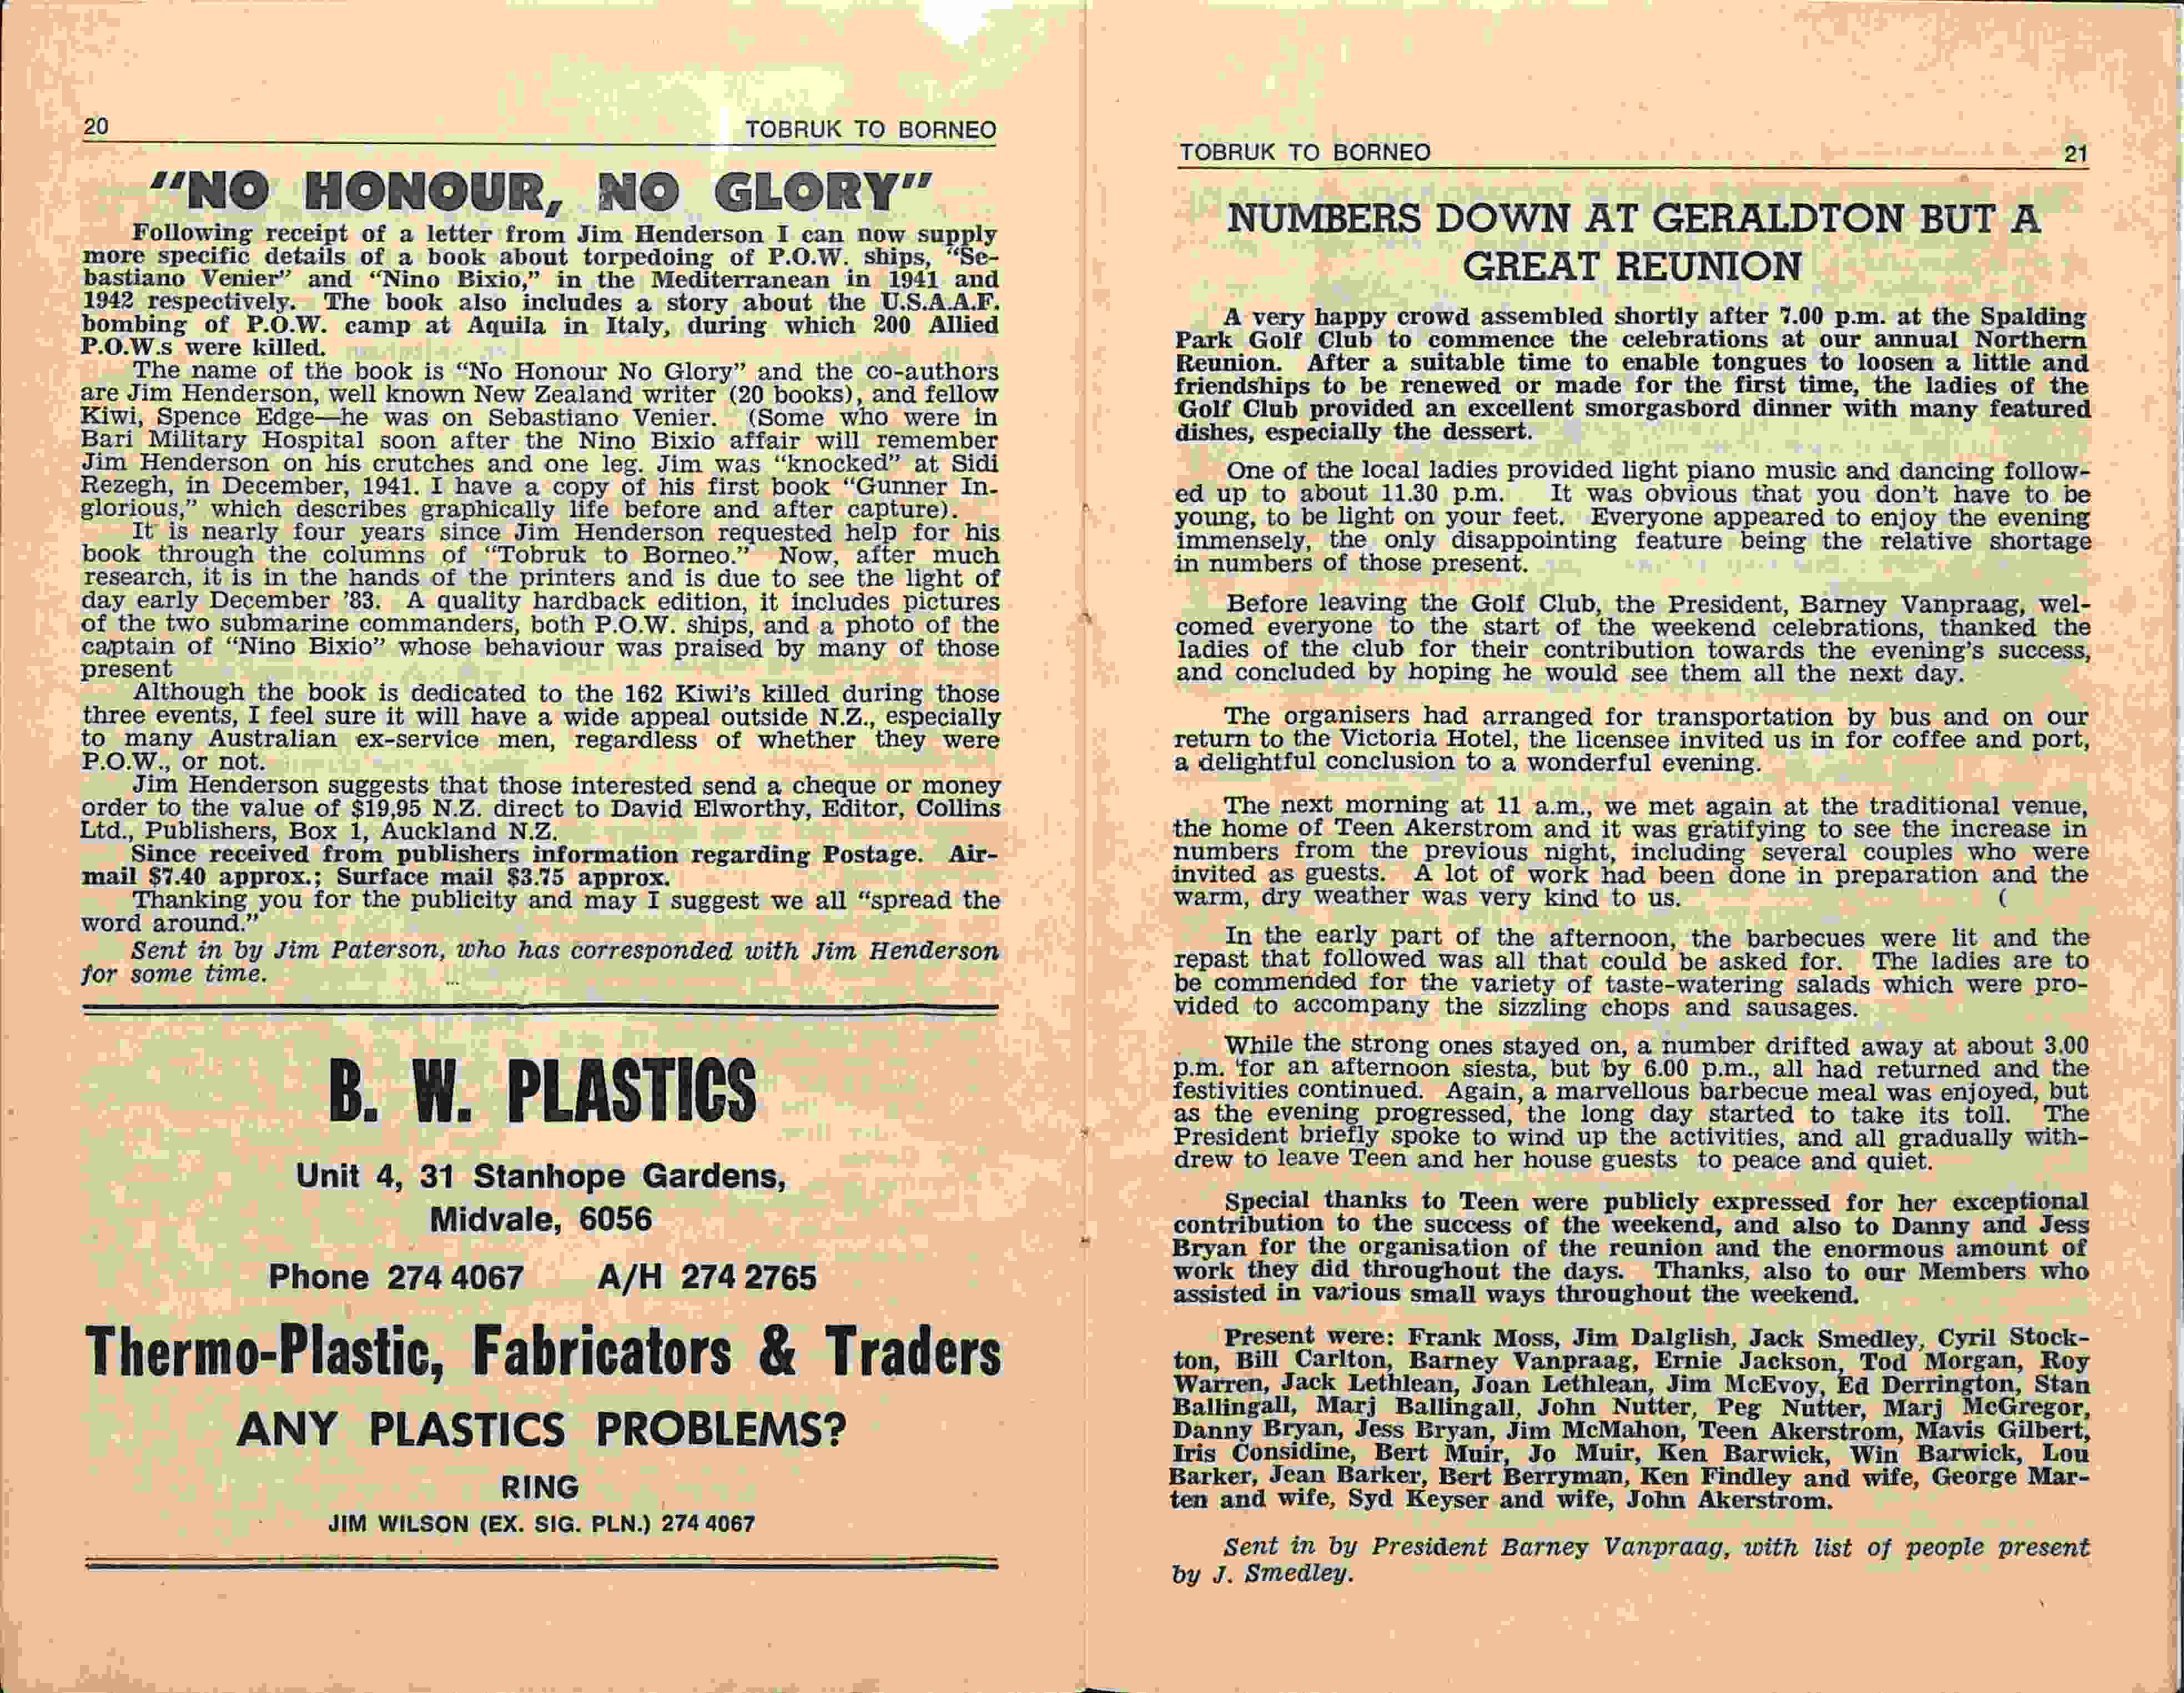 20
TOBRUK TO BORNEO
"NO HONOUR, NO GLORY"
Following receipt of a letter from Jim Henderson I can now supply
more specific details of a book about torpedoing of P.O.W. ships, "Se-
bastiano Venier" and "Nino Bixio," in the Mediterranean in 1941 and
1942 respectively. The book also includes a story about the U.S.A.A.F.
bombing of P.O.W. camp at Aquila in Italy, during which 200 Allied
P.O.W.s were killed.
The name of the book is "No Honour No Glory" and the co-authors
are Jim Henderson, well known New Zealand writer (20 books), and fellow
Kiwi, Spence Edge—he was on Sebastiano Venier. (Some who were in
Bari Military Hospital soon after the Nino Bixio affair will remember
Jim Henderson on his crutches and one leg. Jim was "knocked" at Sidi
Rezegh, in December, 1941. I have a copy of his first book "Gunner In-
glorious," which describes graphically life before and after capture).
It is nearly four years since Jim Henderson requested help for his
book through the columns of "Tobruk to Borneo." Now, after much
research, it is in the hands of the printers and is due to see the light of
day early December '83. A quality hardback edition, it includes pictures
of the two submarine commanders, both P.O.W. ships, and a photo of the
captain of "Nino Bixio" whose behaviour was praised by many of those
present
Although the book is dedicated to the 162 Kiwi's killed during those
three events, I feel sure it will have a wide appeal outside N.Z., especially
to many Australian ex-service men, regardless of whether they were
P.O.W., or not.
Jim Henderson suggests that those interested send a cheque or money
order to the value of $19,95 N.Z. direct to David Elworthy, Editor, Collins
Ltd., Publishers, Box 1, Auckland N.Z.
Since received from publishers information regarding Postage. Air-
mail $7.40 approx.; Surface mail $3.75 approx.
Thanking you for the publicity and may I suggest we all "spread the
word around."
Sent in by Jim Paterson, who has corresponded with Jim Henderson
for some time.
B. W. PLASTICS
Unit 4, 31 Stanhope Gardens,
Midvale, 6056
Phone 274 4067 A/H 274 2765
Thermo-Plastic, Fabricators & Traders
ANY PLASTICS PROBLEMS?
RING
JIM WILSON (EX. SIG. PLN.) 274 4067
TOBRUK TO BORNEO
21
NUMBERS DOWN AT GERALDTON BUT A
GREAT REUNION
A very happy crowd assembled shortly after 7.00 p.m. at the Spalding
Park Golf Club to commence the celebrations at our annual Northern
Reunion. After a suitable time to enable tongues to loosen a little and
friendships to be renewed or made for the first time, the ladies of the
Golf Club provided an excellent smorgasbord dinner with many featured
dishes, especially the dessert.
One of the local ladies provided light piano music and dancing follow-
ed up to about 11.30 p.m. It was obvious that you don't have to be
young, to be light on your feet. Everyone appeared to enjoy the evening
immensely, the only disappointing feature being the relative shortage
in numbers of those present.
Before leaving the Golf Club, the President, Barney Vanpraag, wel-
comed everyone to the start of the weekend celebrations, thanked the
ladies of the club for their contribution towards the evening's success,
and concluded by hoping he would see them all the next day.
The organisers had arranged for transportation by bus and on our
return to the Victoria Hotel, the licensee invited us in for coffee and port,
a delightful conclusion to a wonderful evening.
The next morning at 11 a.m., we met again at the traditional venue,
the home of Teen Akerstrom and it was gratifying to see the increase in
numbers from the previous night, including several couples who were
invited as guests. A lot of work had been done in preparation and the
warm, dry weather was very kind to us.
In the early part of the afternoon, the barbecues were lit and the
repast that followed was all that could be asked for. The ladies are to
be commended for the variety of taste-watering salads which were pro-
vided to accompany the sizzling chops and sausages.
While the strong ones stayed on, a number drifted away at about 3.00
p.m. for an afternoon siesta, but by 6.00 p.m., all had returned and the
festivities continued. Again, a marvellous barbecue meal was enjoyed, but
as the evening progressed, the long day started to take its toll. The
President briefly spoke to wind up the activities, and all gradually with-
drew to leave Teen and her house guests to peace and quiet.
Special thanks to Teen were publicly expressed for her exceptional
contribution to the success of the weekend, and also to Danny and Jess
Bryan for the organisation of the reunion and the enormous amount of
work they did throughout the days. Thanks, also to our Members who
assisted in various small ways throughout the weekend.
Present were: Frank Moss, Jim Dalglish, Jack Smedley, Cyril Stock-
ton, Bill Carlton, Barney Vanpraag, Ernie Jackson, Tod Morgan, Roy
Warren, Jack Lethlean, Joan Lethlean, Jim McEvoy, Ed Derrington, Stan
Ballingall, Marj Ballingall, John Nutter, Peg Nutter, Marj McGregor,
Danny Bryan, Jess Bryan, Jim McMahon, Teen Akerstrom, Mavis Gilbert,
Iris Considine, Bert Muir, Jo Muir, Ken Barwick, Win Barwick, Lou
Barker, Jean Barker, Bert Berryman, Ken Findley and wife, George Mar-
ten and wife, Syd Keyser and wife, John Akerstrom.
Sent in by President Barney Vanpraag, with list of people present
by J. Smedley.